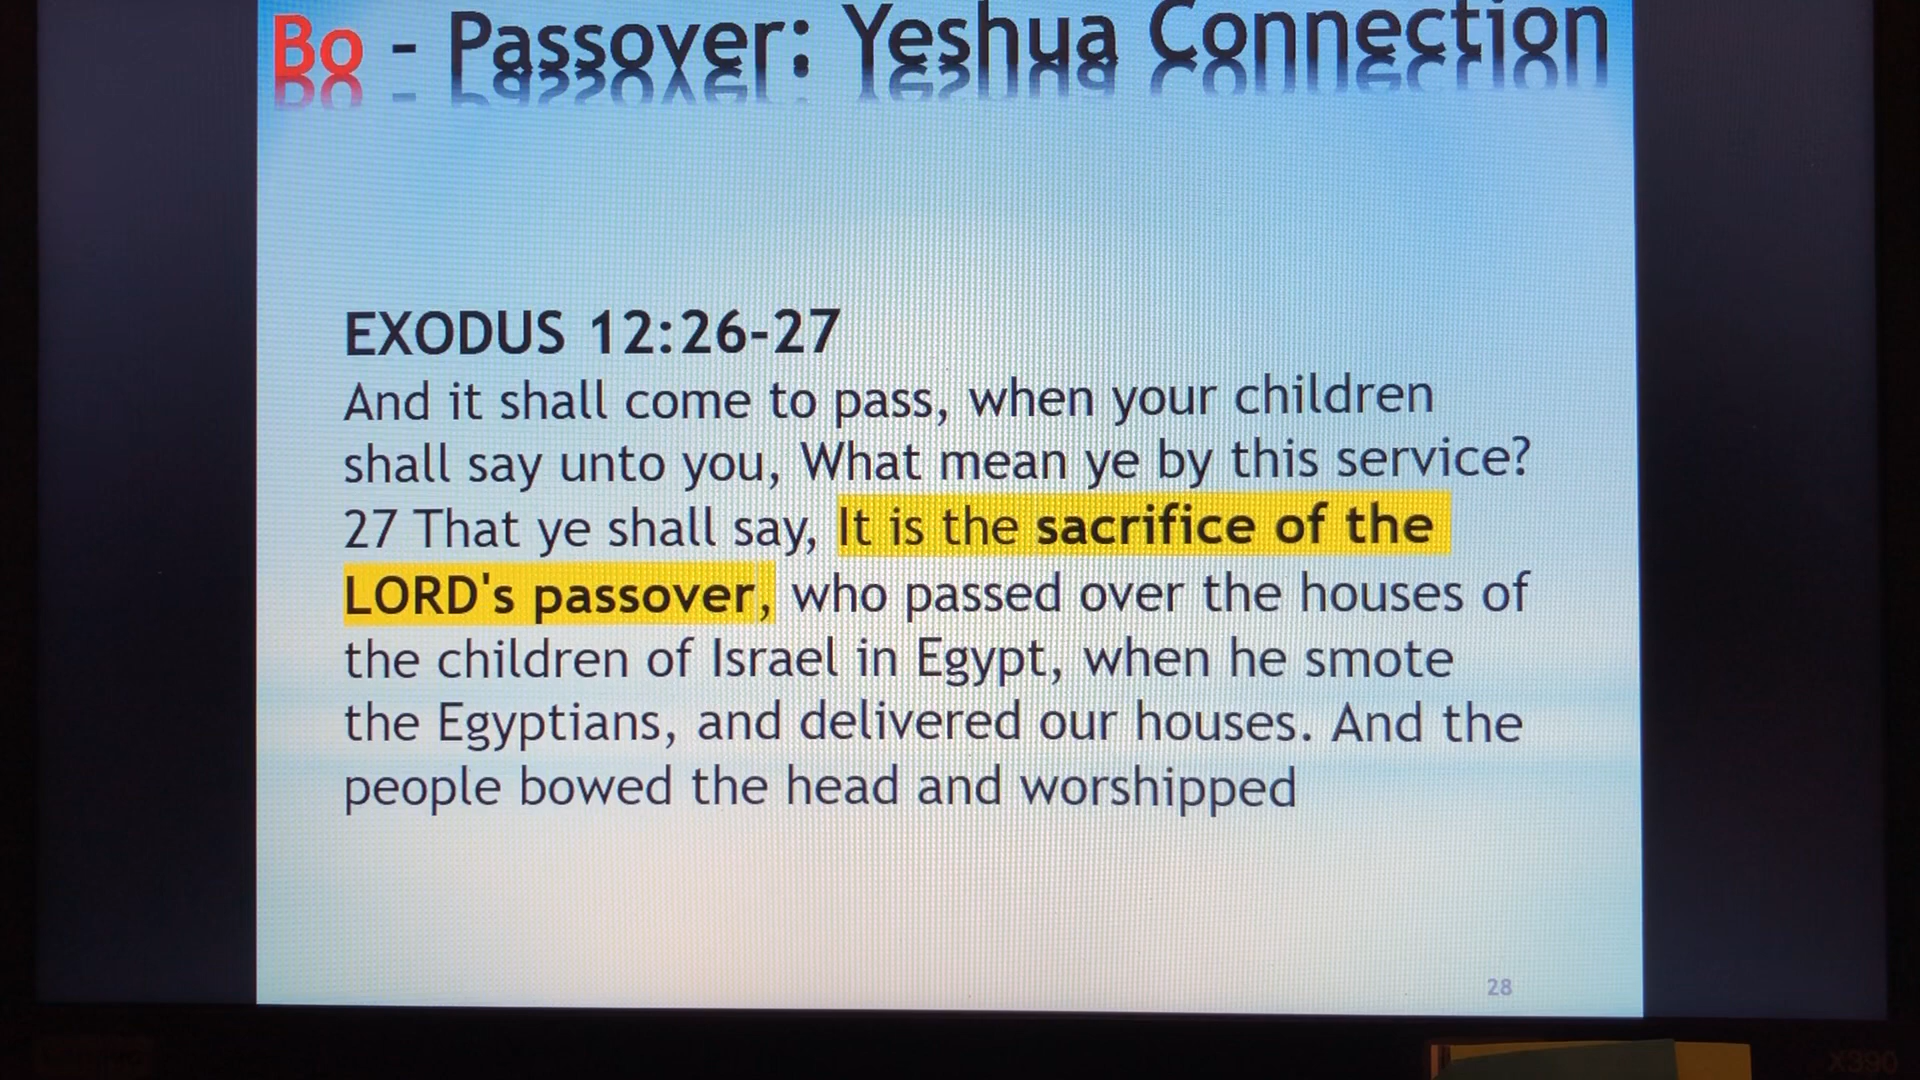 Bo - Passover: Yeshua Connection
EXODUS 12:26-27
And it shall come to pass, when your children
shall say unto you, What mean ye by this service?
27 That ye shall say, It is the sacrifice of the
LORD's passover, who passed over the houses of
the children of Israel in Egypt, when he smote
the Egyptians, and delivered our houses. And the
people bowed the head and worshipped
28
X390